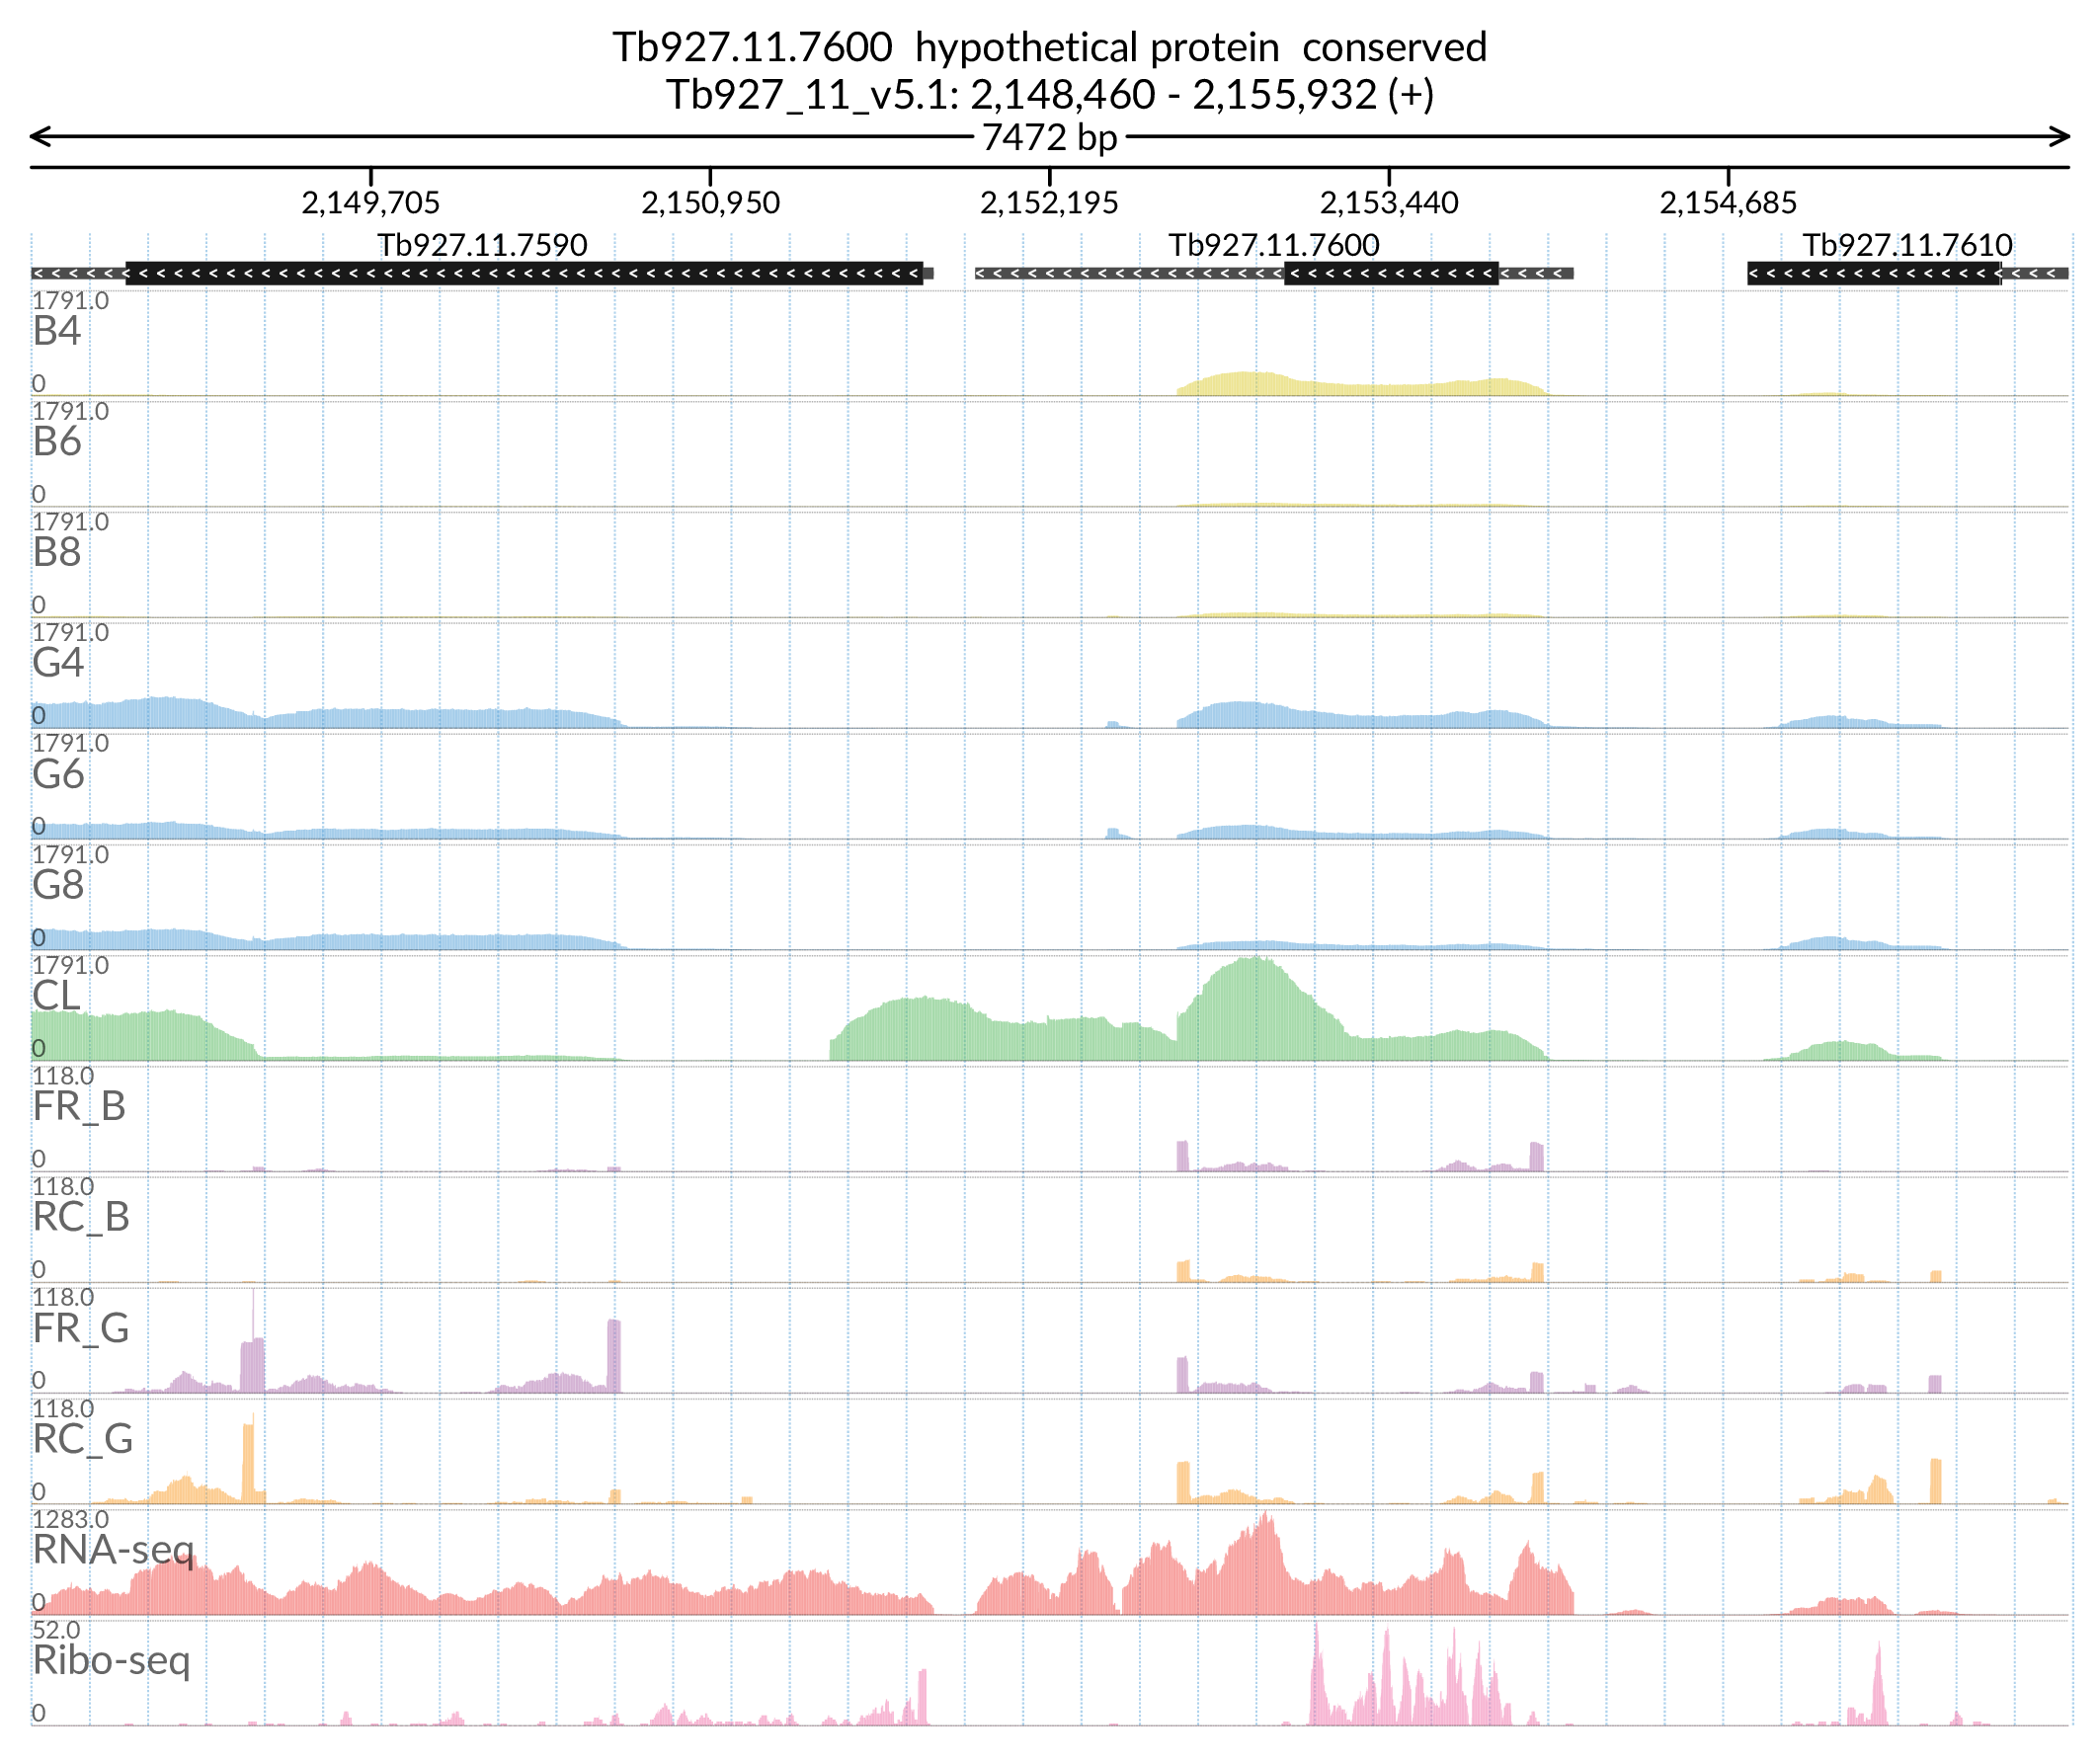 Tb927.11.7600 hypothetical protein conserved
Tb927_11_v5.1: 2,148,460 - 2,155,932 (+)
7472 bp
2,149,705 2,150,950 2,152,195 2,153,440 2,154,685
Tb927.11.7590 Tb927.11.7600 Tb927.11.7610
1791.0
B4
0
1791.0
B6
0
1791.0
B8
0
1791.0
G4
0
1791.0
G6
0
1791.0
G8
0
1791.0
CL
0
118.0
FR_B
0
118.0
RC_B
0
118.0
FR_G
0
118.0
RC_G
0
1283.0
RNA-seq
0
52.0
Ribo-seq
0